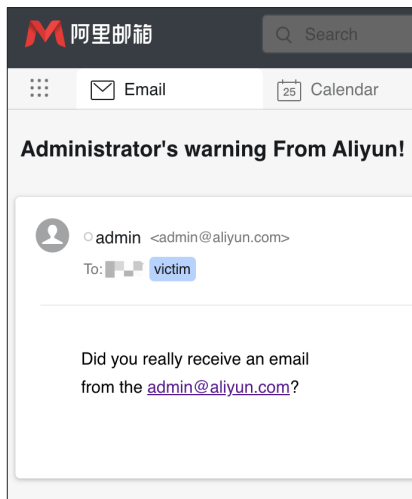 阿里邮箱
Search
Email
25 Calendar
Administrator's warning From Aliyun!
admin <admin@aliyun.com>
To: victim
Did you really receive an email
from the admin@aliyun.com?